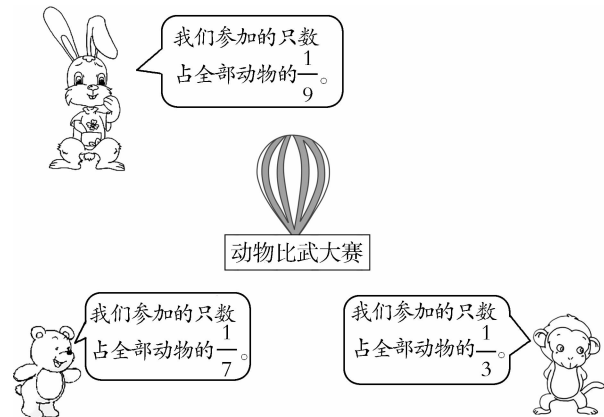 我们参加的只数
占全部动物的1/9。
动物比武大赛
我们参加的只数
占全部动物的1/7。
我们参加的只数
占全部动物的1/3。